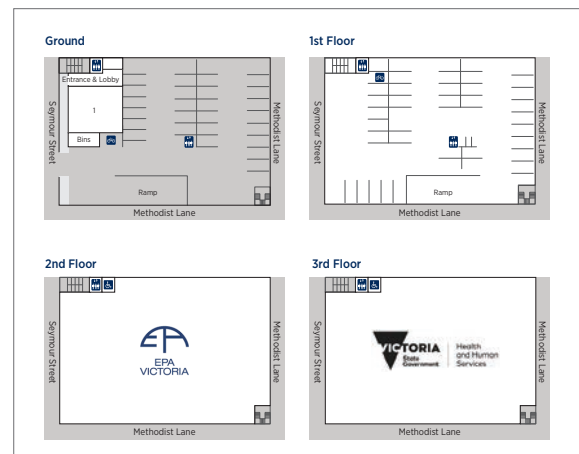 Ground
Entrance & Lobby
1
Bins
Seymour Street
Ramp
Methodist Lane
Methodist Lane
1st Floor
Seymour Street
Ramp
Methodist Lane
Methodist Lane
2nd Floor
Seymour Street
EPA
VICTORIA
Methodist Lane
Methodist Lane
3rd Floor
Seymour Street
VICTORIA
State
Government
Health
and Human
Services
Methodist Lane
Methodist Lane